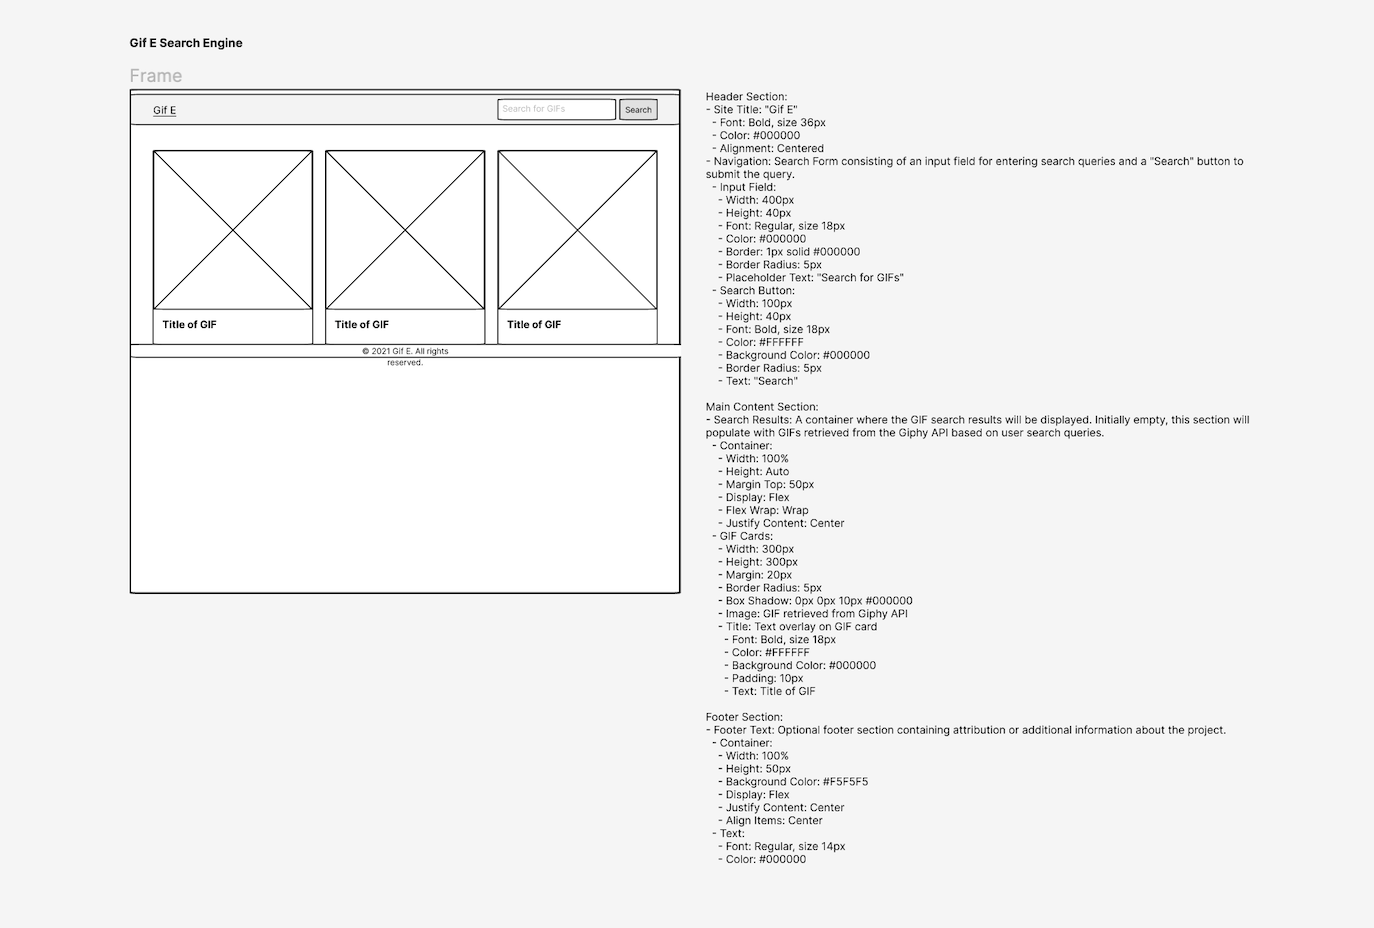 Gif E Search Engine
Frame
Gif E
Search for GIFs
Search
Title of GIF
Title of GIF
Title of GIF
© 2021 Gif E. All rights
reserved.
Header Section:
- Site Title: "Gif E"
- Font: Bold, size 36px
- Color: #000000
- Alignment: Centered
- Navigation: Search Form consisting of an input field for entering search queries and a "Search" button to
submit the query.
- Input Field:
- Width: 400px
- Height: 40px
- Font: Regular, size 18px
- Color: #000000
- Border: 1px solid #000000
- Border Radius: 5px
- Placeholder Text: "Search for GIFs"
- Search Button:
- Width: 100px
- Height: 40px
- Font: Bold, size 18px
- Color: #FFFFFF
- Background Color: #000000
- Border Radius: 5px
- Text: "Search"
Main Content Section:
- Search Results: A container where the GIF search results will be displayed. Initially empty, this section will
populate with GIFs retrieved from the Giphy API based on user search queries.
- Container:
- Width: 100%
- Height: Auto
- Margin Top: 50px
- Display: Flex
- Flex Wrap: Wrap
- Justify Content: Center
- GIF Cards:
- Width: 300px
- Height: 300px
- Margin: 20px
- Border Radius: 5px
- Box Shadow: 0px 0px 10px #000000
- Image: GIF retrieved from Giphy API
- Title: Text overlay on GIF card
- Font: Bold, size 18px
- Color: #FFFFFF
- Background Color: #000000
- Padding: 10px
- Text: Title of GIF
Footer Section:
- Footer Text: Optional footer section containing attribution or additional information about the project.
- Container:
- Width: 100%
- Height: 50px
- Background Color: #F5F5F5
- Display: Flex
- Justify Content: Center
- Align Items: Center
- Text:
- Font: Regular, size 14px
- Color: #000000